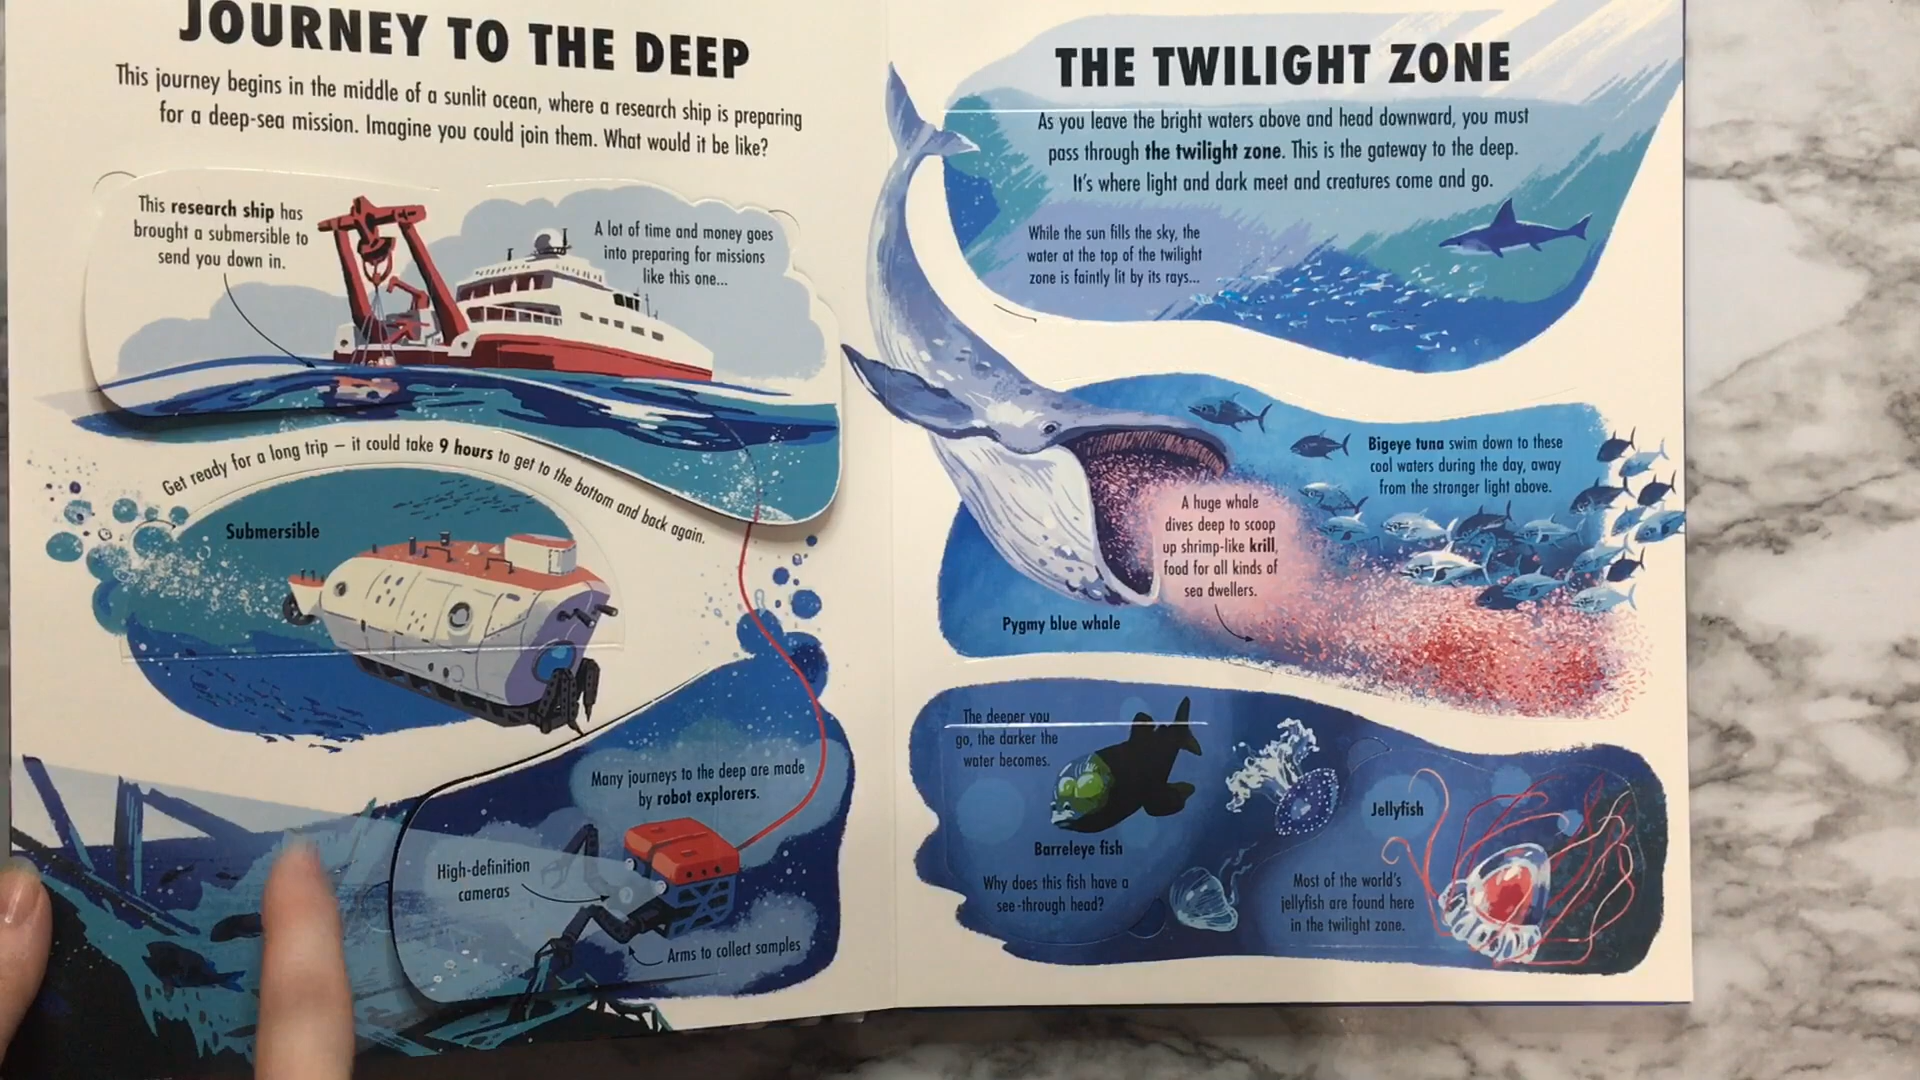 JOURNEY TO THE DEEP
This journey begins in the middle of a sunlit ocean, where a research ship is preparing
for a deep-sea mission. Imagine you could join them. What would it be like?
This research ship has
brought a submersible to
send you down in.
A lot of time and money goes
into preparing for missions
like this one...
Get ready for a long trip – it could take 9 hours to get to the bottom and back again.
Submersible
Many journeys to the deep are made
by robot explorers.
High-definition
cameras
Arms to collect samples
THE TWILIGHT ZONE
As you leave the bright waters above and head downward, you must
pass through the twilight zone. This is the gateway to the deep.
It's where light and dark meet and creatures come and go.
While the sun fills the sky, the
water at the top of the twilight
zone is faintly lit by its rays...
Bigeye tuna swim down to these
cool waters during the day, away
from the stronger light above.
A huge whale
dives deep to scoop
up shrimp-like krill,
food for all kinds of
sea dwellers.
Pygmy blue whale
The deeper you
go, the darker the
water becomes.
Barreleye fish
Why does this fish have a
see-through head?
Jellyfish
Most of the world's
jellyfish are found here
in the twilight zone.